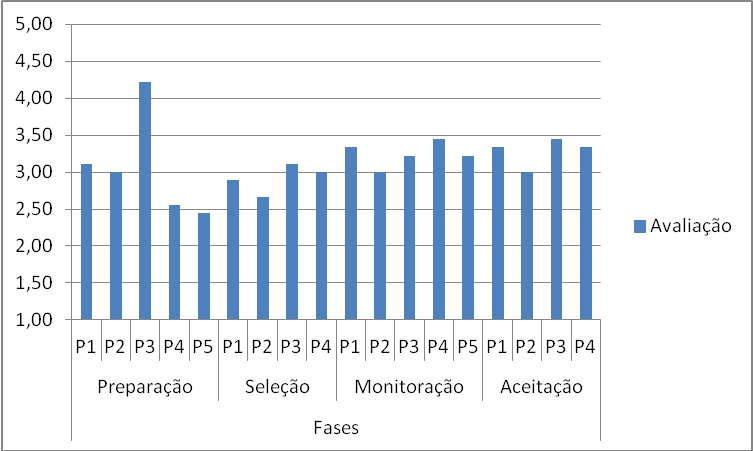 5,00
4,50
4,00
3,50
3,00
2,50
2,00
1,50
1,00
P1 P2 P3 P4 P5 P1 P2 P3 P4 P1 P2 P3 P4 P5 P1 P2 P3 P4
Preparação Seleção Monitoração Aceitação
Fases
Avaliação